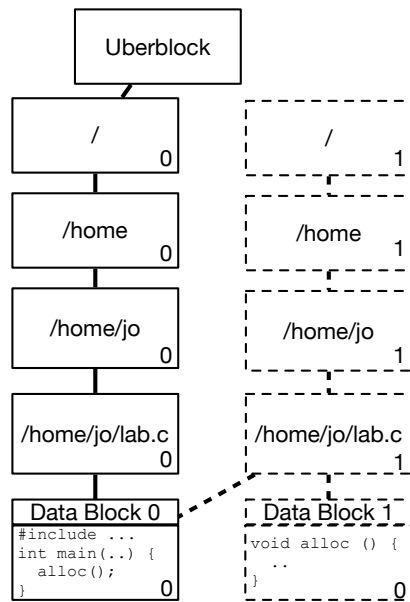 Uberblock
/
0
/
1
/home
0
/home
1
/home/jo
0
/home/jo
1
/home/jo/lab.c
0
/home/jo/lab.c
1
Data Block 0
#include ...
int main(..) {
alloc();
}
0
Data Block 1
void alloc () {
..
}
0